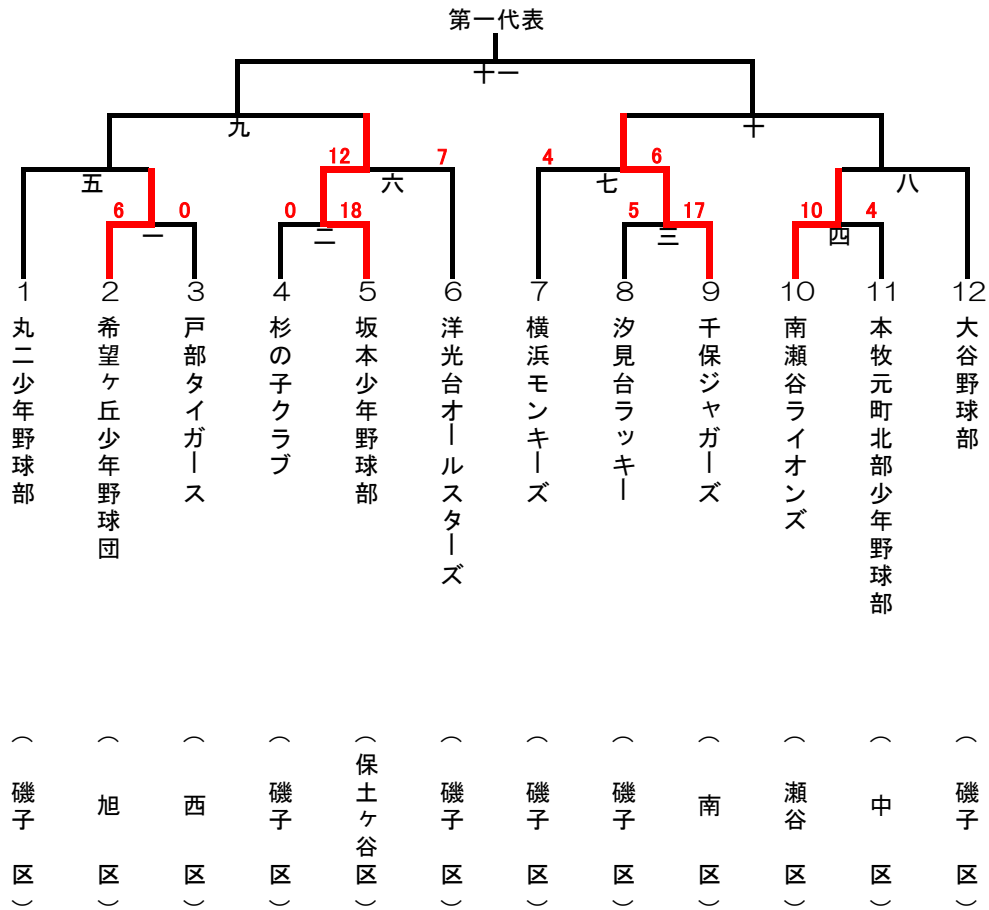 第一代表
十一
九
十
12
7
4
6
五
六
七
八
6
0
0
18
5
17
10
4
一
二
三
四
1
2
3
4
5
6
7
8
9
10
11
12
丸二少年野球部
希望ヶ丘少年野球団
戸部タイガース
杉の子クラブ
坂本少年野球部
洋光台オールスターズ
横浜モンキーズ
汐見台ラッキー
千保ジャガーズ
南瀬谷ライオンズ
本牧元町北部少年野球部
大谷野球部
（磯子区）
（旭区）
（西区）
（磯子区）
（保土ヶ谷区）
（磯子区）
（磯子区）
（磯子区）
（南区）
（瀬谷区）
（中区）
（磯子区）